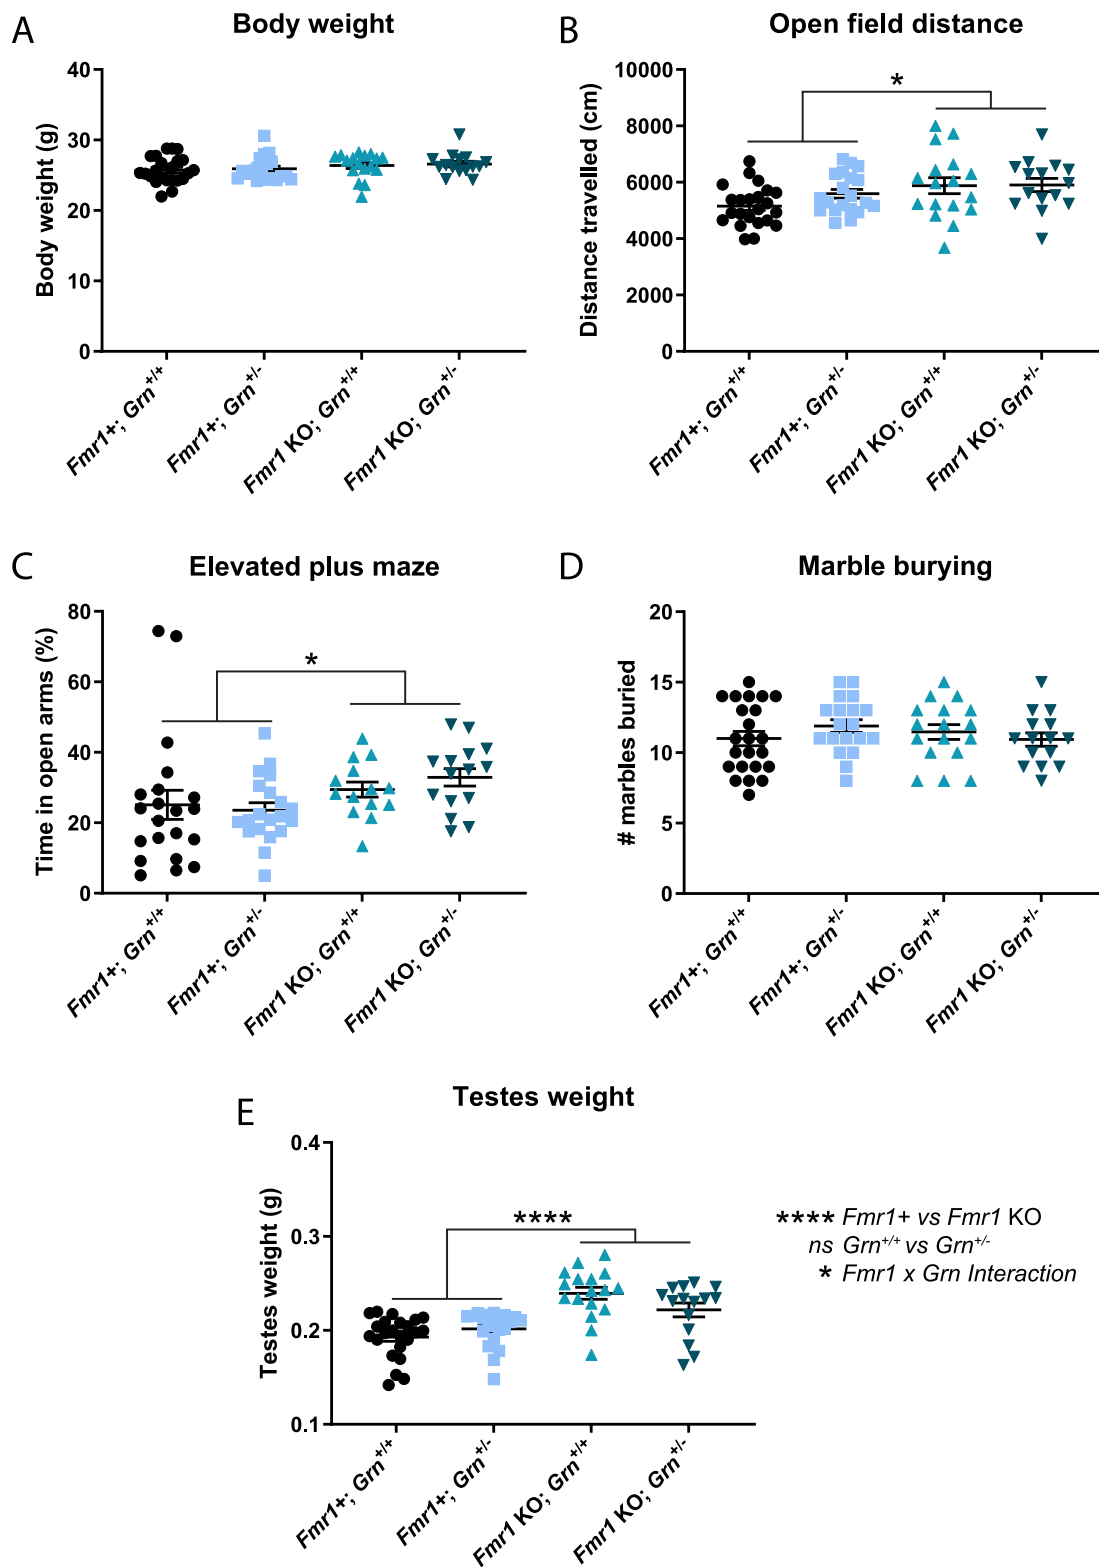 A
Body weight
Body weight (g)
40
30
20
10
0
Fmr1+; Grn+/+
Fmr1+; Grn+/-
Fmr1 KO; Grn+/+
Fmr1 KO; Grn+/-
B
Open field distance
Distance travelled (cm)
10000
8000
6000
4000
2000
0
*
Fmr1+; Grn+/+
Fmr1+; Grn+/-
Fmr1 KO; Grn+/+
Fmr1 KO; Grn+/-
C
Elevated plus maze
Time in open arms (%)
80
60
40
20
0
*
Fmr1+; Grn+/+
Fmr1+; Grn+/-
Fmr1 KO; Grn+/+
Fmr1 KO; Grn+/-
D
Marble burying
# marbles buried
20
15
10
5
0
Fmr1+; Grn+/+
Fmr1+; Grn+/-
Fmr1 KO; Grn+/+
Fmr1 KO; Grn+/-
E
Testes weight
Testes weight (g)
0.4
0.3
0.2
0.1
****
Fmr1+; Grn+/+
Fmr1+; Grn+/-
Fmr1 KO; Grn+/+
Fmr1 KO; Grn+/-
**** Fmr1+ vs Fmr1 KO
ns Grn+/+ vs Grn+/-
* Fmr1 x Grn Interaction